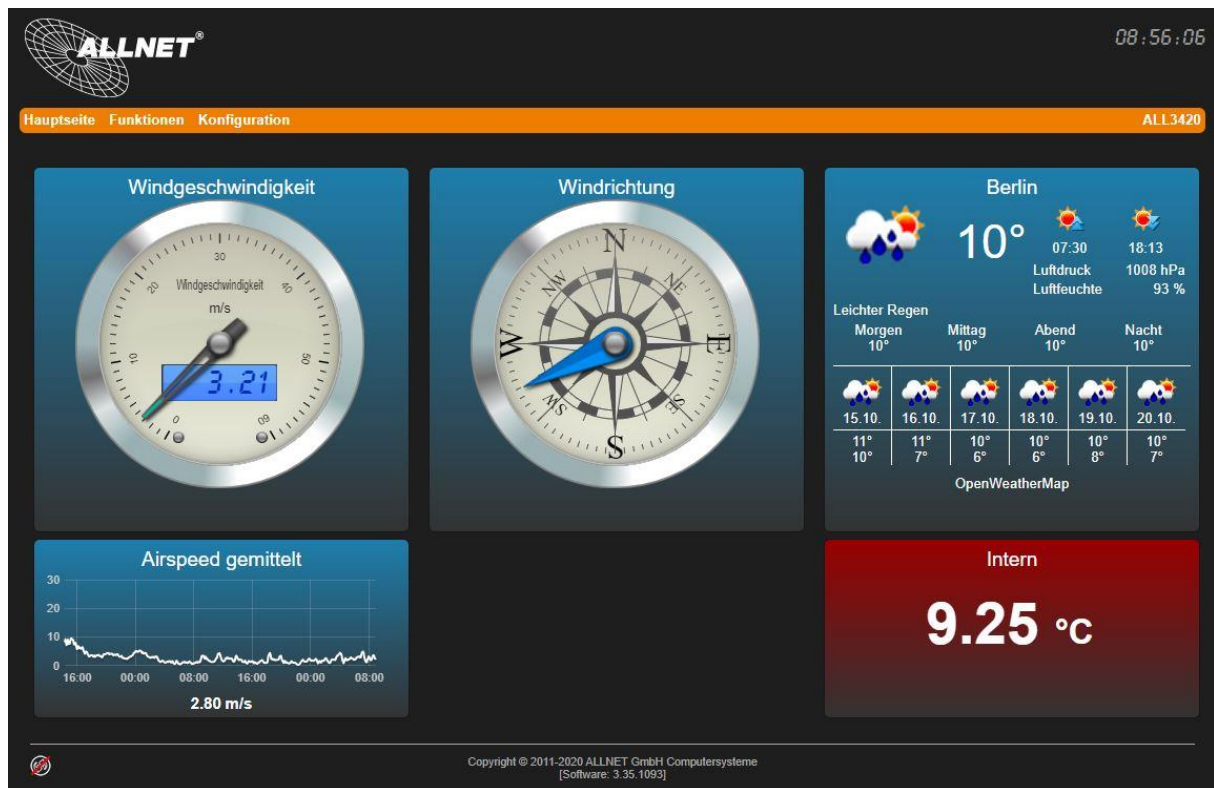 ALLNET®
08:56:06
Hauptseite Funktionen Konfiguration
ALL3420
Windgeschwindigkeit
0 10 20 30 40 50 60
Windgeschwindigkeit
m/s
3.21
Windrichtung
N
NW NE
W E
SW SE
S
Berlin
10°
07:30 18:13
Luftdruck 1008 hPa
Luftfeuchte 93 %
Leichter Regen
Morgen Mittag Abend Nacht
10° 10° 10° 10°
15.10. 16.10. 17.10. 18.10. 19.10. 20.10.
11° 11° 10° 10° 10° 10°
10° 7° 6° 6° 8° 7°
OpenWeatherMap
Airspeed gemittelt
30
20
10
0
16:00 00:00 08:00 16:00 00:00 08:00
2.80 m/s
Intern
9.25 °C
Copyright © 2011-2020 ALLNET GmbH Computersysteme
[Software: 3.35.1093]